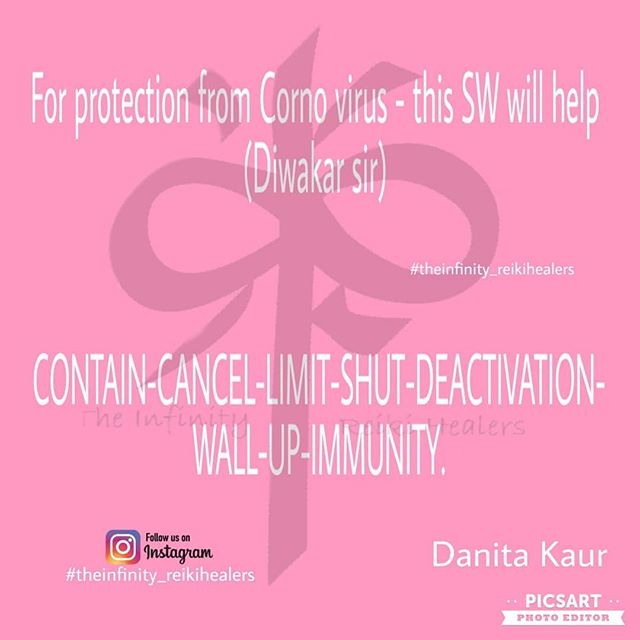 For protection from Corno virus - this SW will help
(Diwakar sir)
#theinfinity_reikihealers
CONTAIN-CANCEL-LIMIT-SHUT-DEACTIVATION-
The Infinity Reiki Healers
WALL-UP-IMMUNITY.
Follow us on
Instagram
#theinfinity_reikihealers
Danita Kaur
PICSART
PHOTO EDITOR